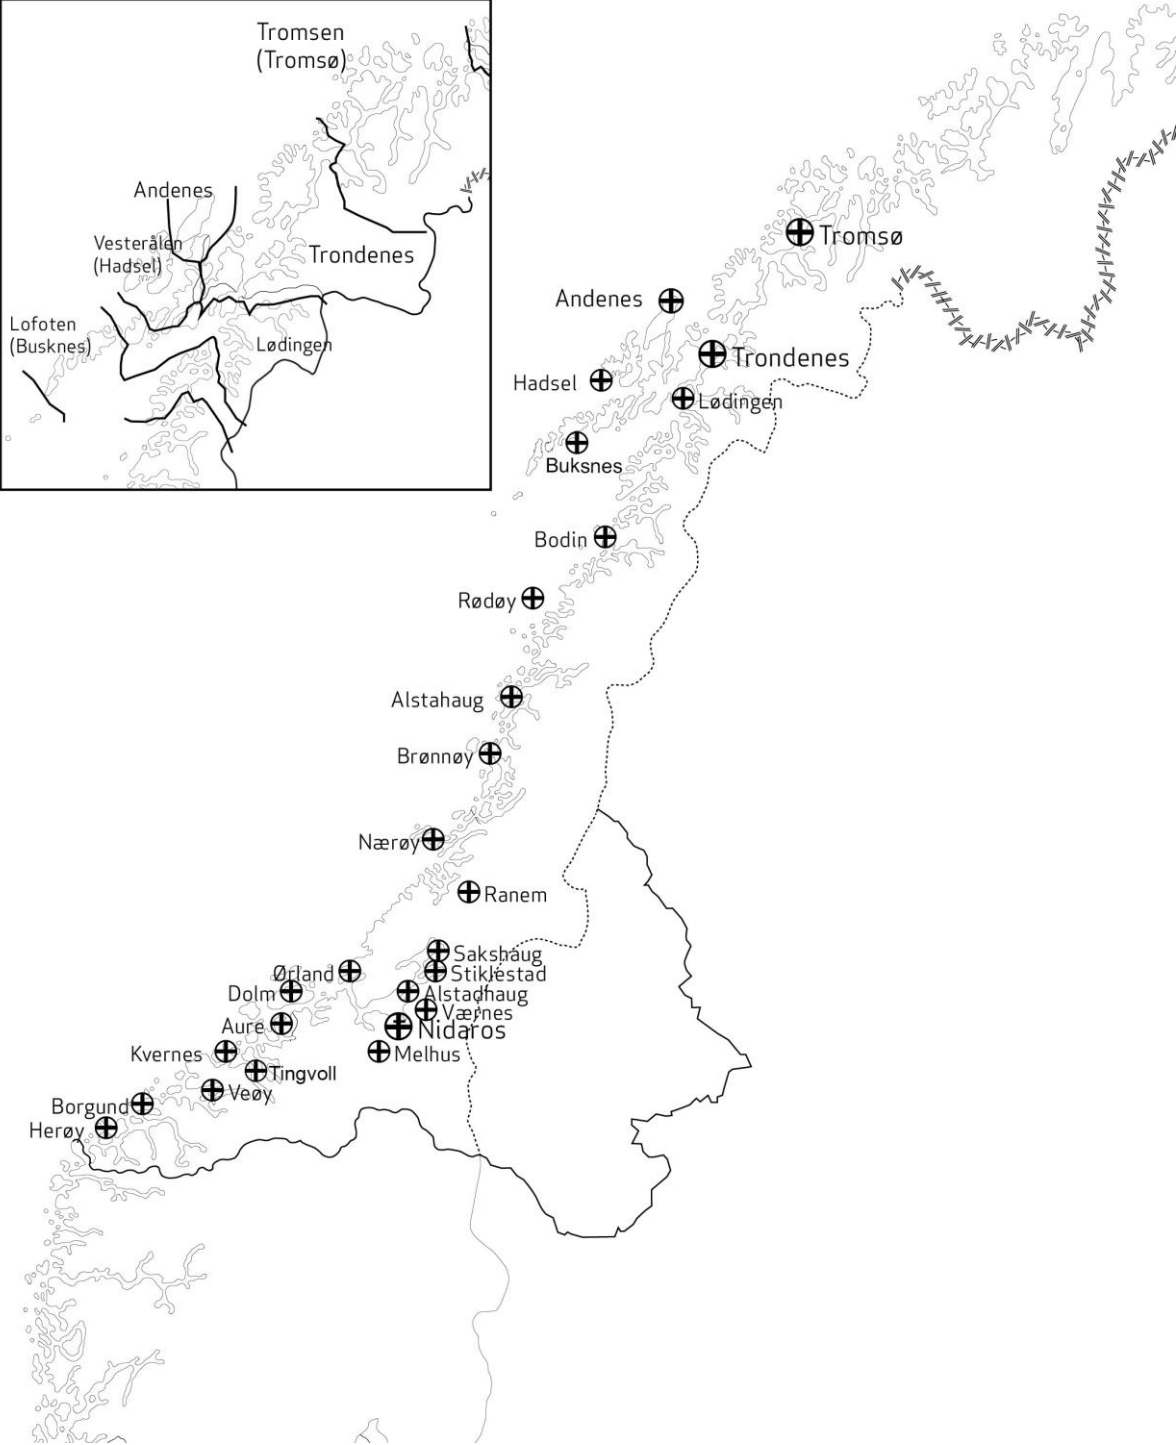 Tromsen
(Tromsø)
Andenes
Vesterålen
(Hadsel)
Trondenes
Lofoten
(Busknes)
Lødingen
Tromsø
Andenes
Trondenes
Hadsel
Lødingen
Buksnes
Bodin
Rødøy
Alstahaug
Brønnøy
Nærøy
Ranem
Sakshaug
Ørland
Stiklestad
Dolm
Alstadhaug
Værnes
Aure
Nidaros
Kvernes
Melhus
Tingvoll
Veøy
Borgund
Herøy